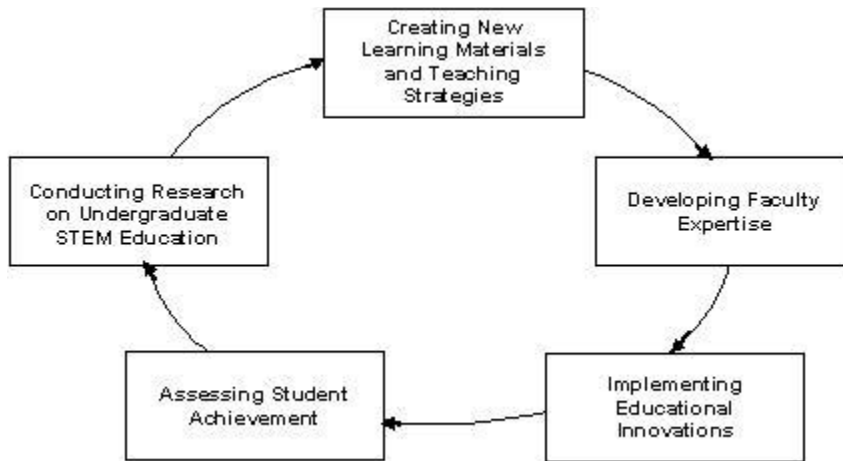 Creating New
Learning Materials
and Teaching
Strategies
Developing Faculty
Expertise
Implementing
Educational
Innovations
Assessing Student
Achievement
Conducting Research
on Undergraduate
STEM Education